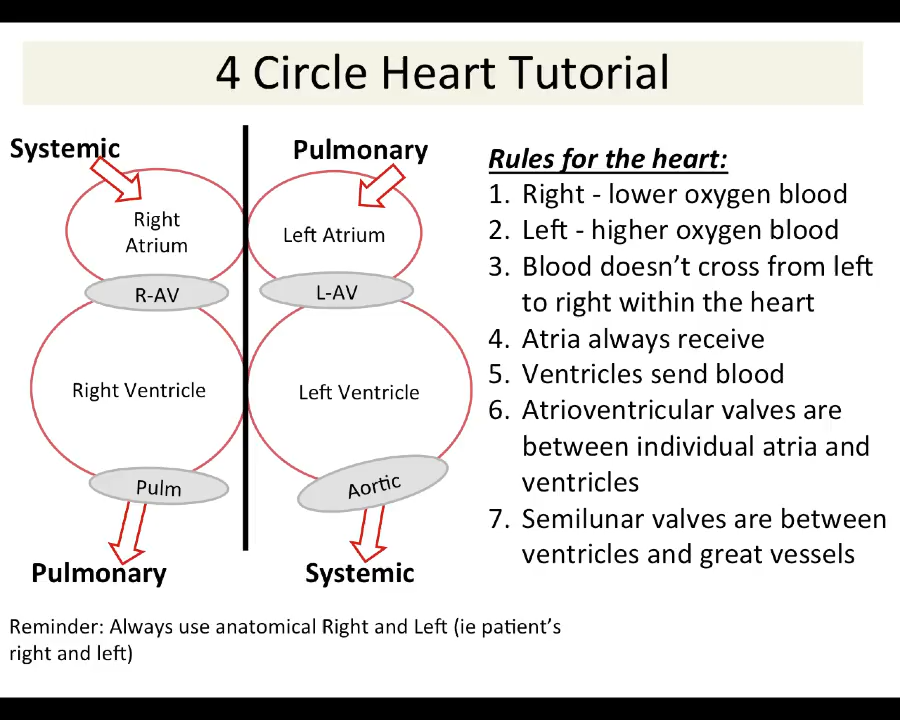 4 Circle Heart Tutorial
Systemic
Pulmonary
Right
Atrium
Left Atrium
R-AV
L-AV
Right Ventricle
Left Ventricle
Pulm
Aortic
Pulmonary
Systemic
Rules for the heart:
1. Right - lower oxygen blood
2. Left - higher oxygen blood
3. Blood doesn’t cross from left
to right within the heart
4. Atria always receive
5. Ventricles send blood
6. Atrioventricular valves are
between individual atria and
ventricles
7. Semilunar valves are between
ventricles and great vessels
Reminder: Always use anatomical Right and Left (ie patient’s
right and left)